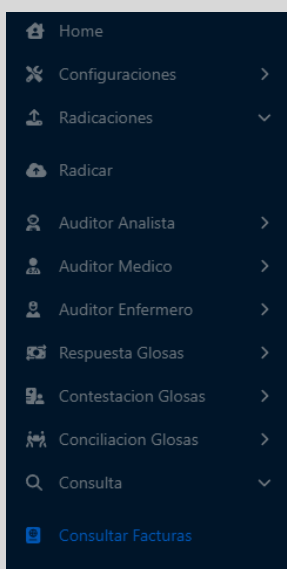 Home
Configuraciones
Radicaciones
Radicar
Auditor Analista
Auditor Medico
Auditor Enfermero
Respuesta Glosas
Contestacion Glosas
Conciliacion Glosas
Consulta
Consultar Facturas